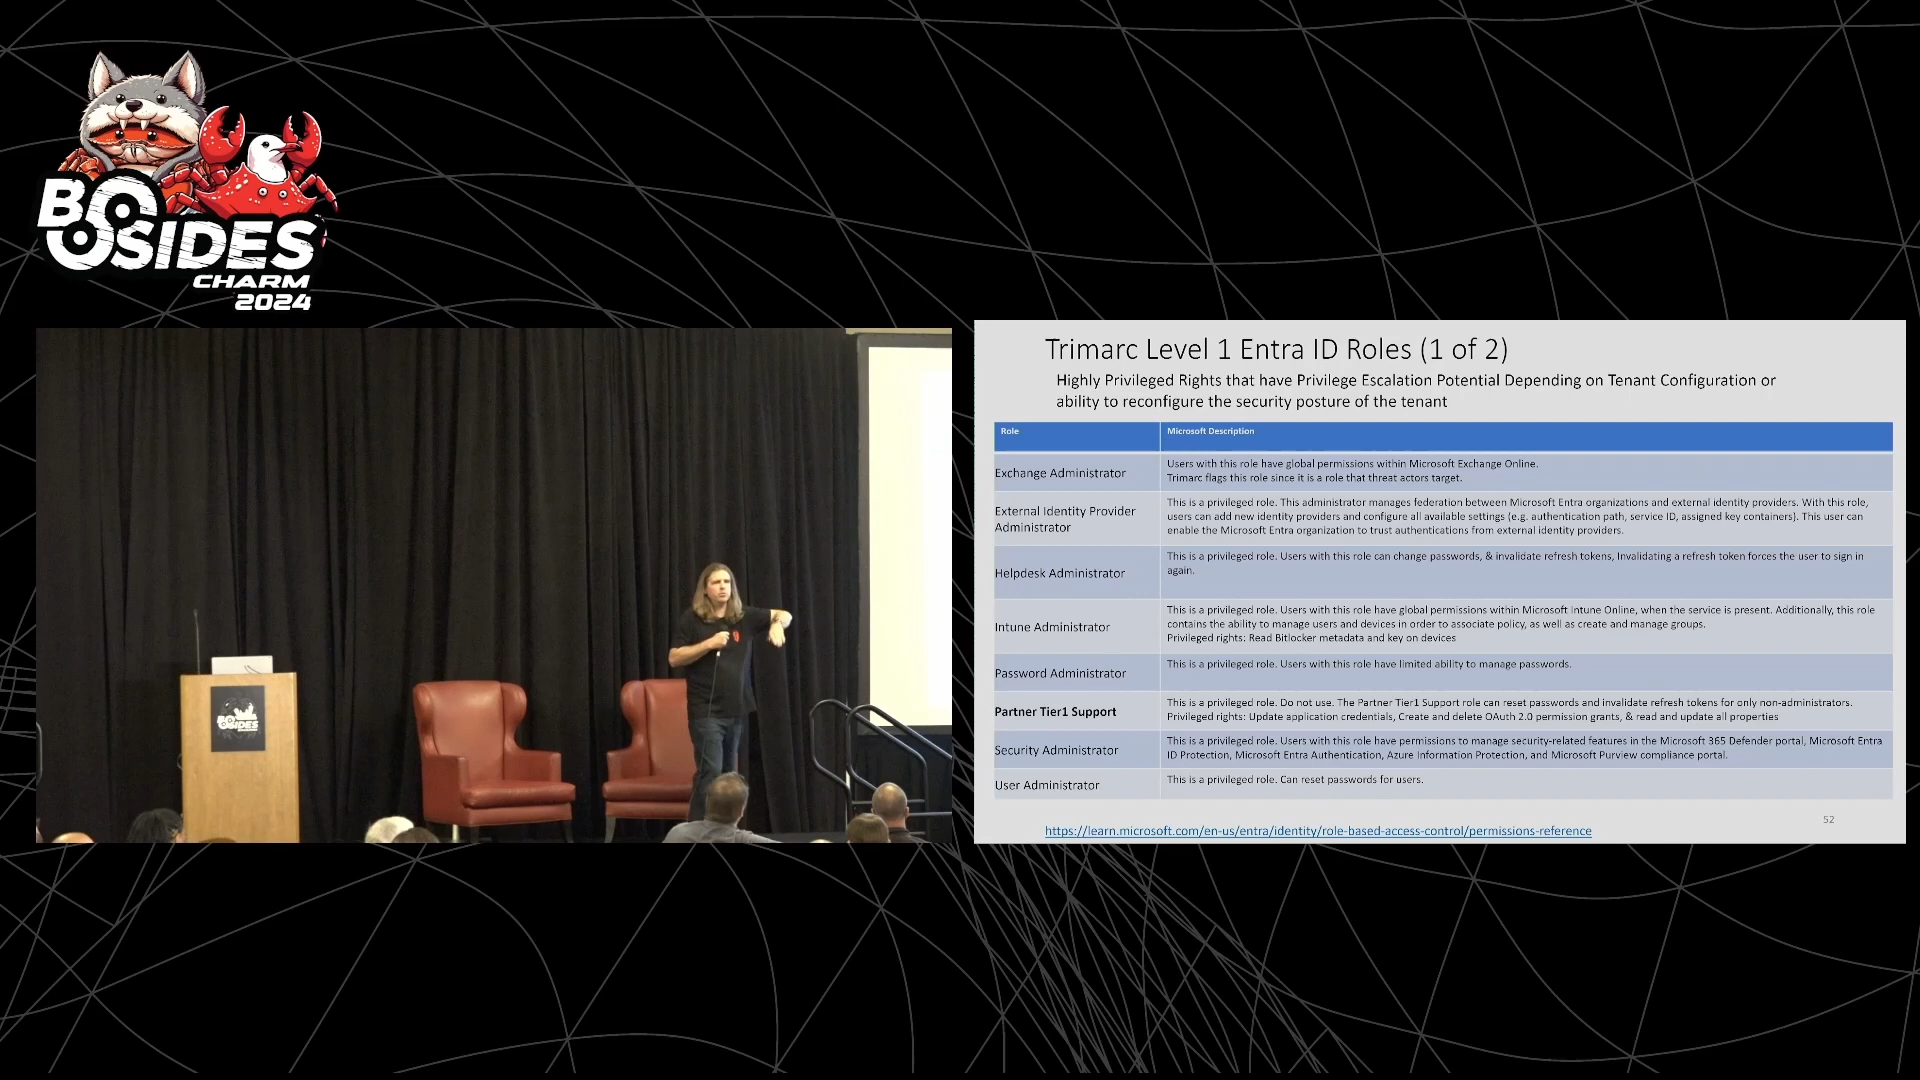 BSIDES
CHARM
2024
BSIDES
Trimarc Level 1 Entra ID Roles (1 of 2)
Highly Privileged Rights that have Privilege Escalation Potential Depending on Tenant Configuration or
ability to reconfigure the security posture of the tenant
Role
Microsoft Description
Exchange Administrator
Users with this role have global permissions within Microsoft Exchange Online.
Trimarc flags this role since it is a role that threat actors target.
External Identity Provider
Administrator
This is a privileged role. This administrator manages federation between Microsoft Entra organizations and external identity providers. With this role,
users can add new identity providers and configure all available settings (e.g. authentication path, service ID, assigned key containers). This user can
enable the Microsoft Entra organization to trust authentications from external identity providers.
Helpdesk Administrator
This is a privileged role. Users with this role can change passwords, & invalidate refresh tokens, Invalidating a refresh token forces the user to sign in
again.
Intune Administrator
This is a privileged role. Users with this role have global permissions within Microsoft Intune Online, when the service is present. Additionally, this role
contains the ability to manage users and devices in order to associate policy, as well as create and manage groups.
Privileged rights: Read Bitlocker metadata and key on devices
Password Administrator
This is a privileged role. Users with this role have limited ability to manage passwords.
Partner Tier1 Support
This is a privileged role. Do not use. The Partner Tier1 Support role can reset passwords and invalidate refresh tokens for only non-administrators.
Privileged rights: Update application credentials, Create and delete OAuth 2.0 permission grants, & read and update all properties
Security Administrator
This is a privileged role. Users with this role have permissions to manage security-related features in the Microsoft 365 Defender portal, Microsoft Entra
ID Protection, Microsoft Entra Authentication, Azure Information Protection, and Microsoft Purview compliance portal.
User Administrator
This is a privileged role. Can reset passwords for users.
52
https://learn.microsoft.com/en-us/entra/identity/role-based-access-control/permissions-reference